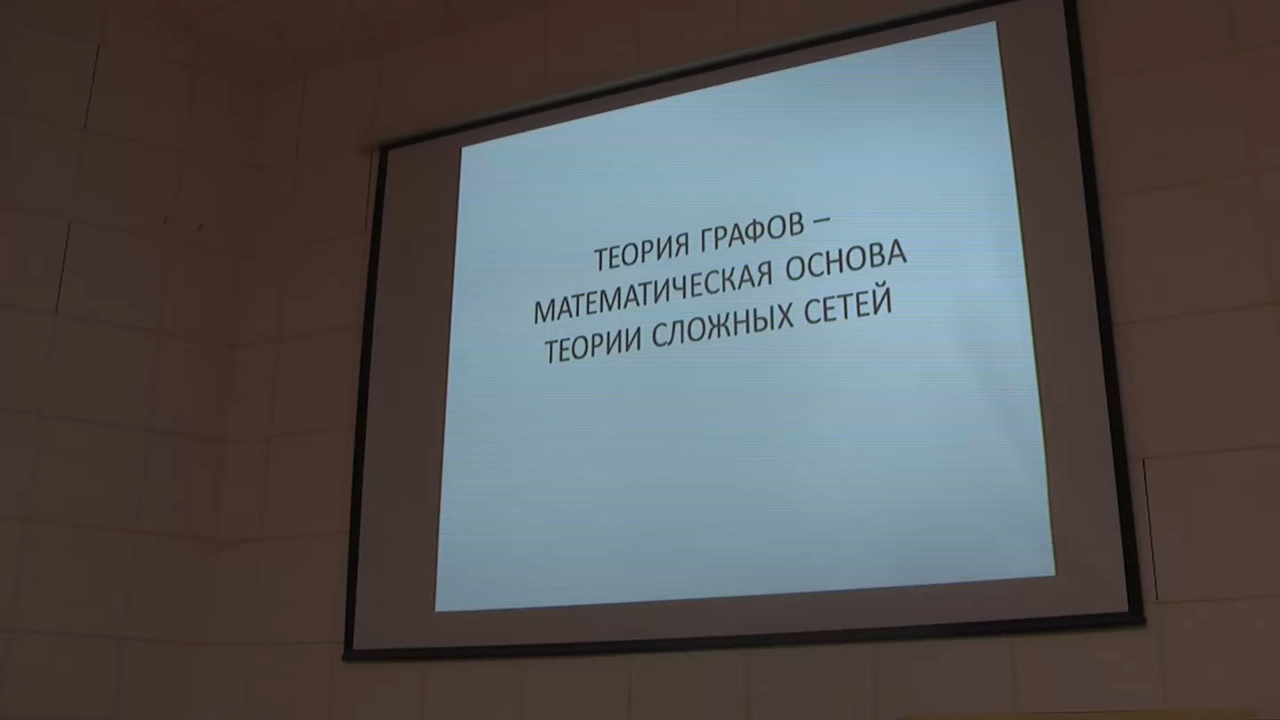 ТЕОРИЯ ГРАФОВ –
МАТЕМАТИЧЕСКАЯ ОСНОВА
ТЕОРИИ СЛОЖНЫХ СЕТЕЙ